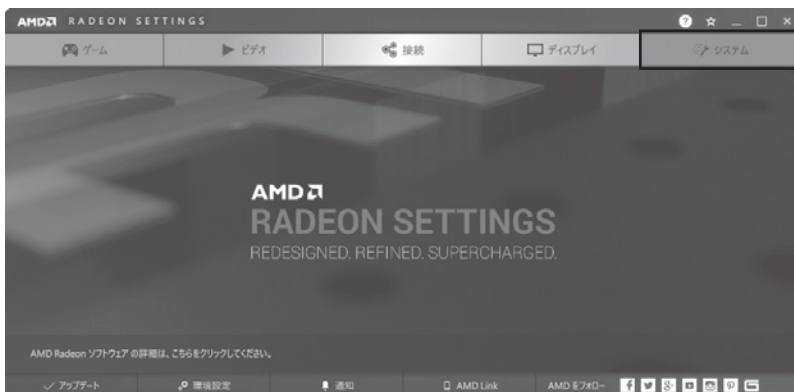 AMD RADEON SETTINGS
ゲーム ビデオ 接続 ディスプレイ システム
AMD
RADEON SETTINGS
REDESIGNED. REFINED. SUPERCHARGED.
AMD Radeon ソフトウェア の詳細は、こちらをクリックしてください。
アップデート 環境設定 通知 AMD Link AMD をフォロー